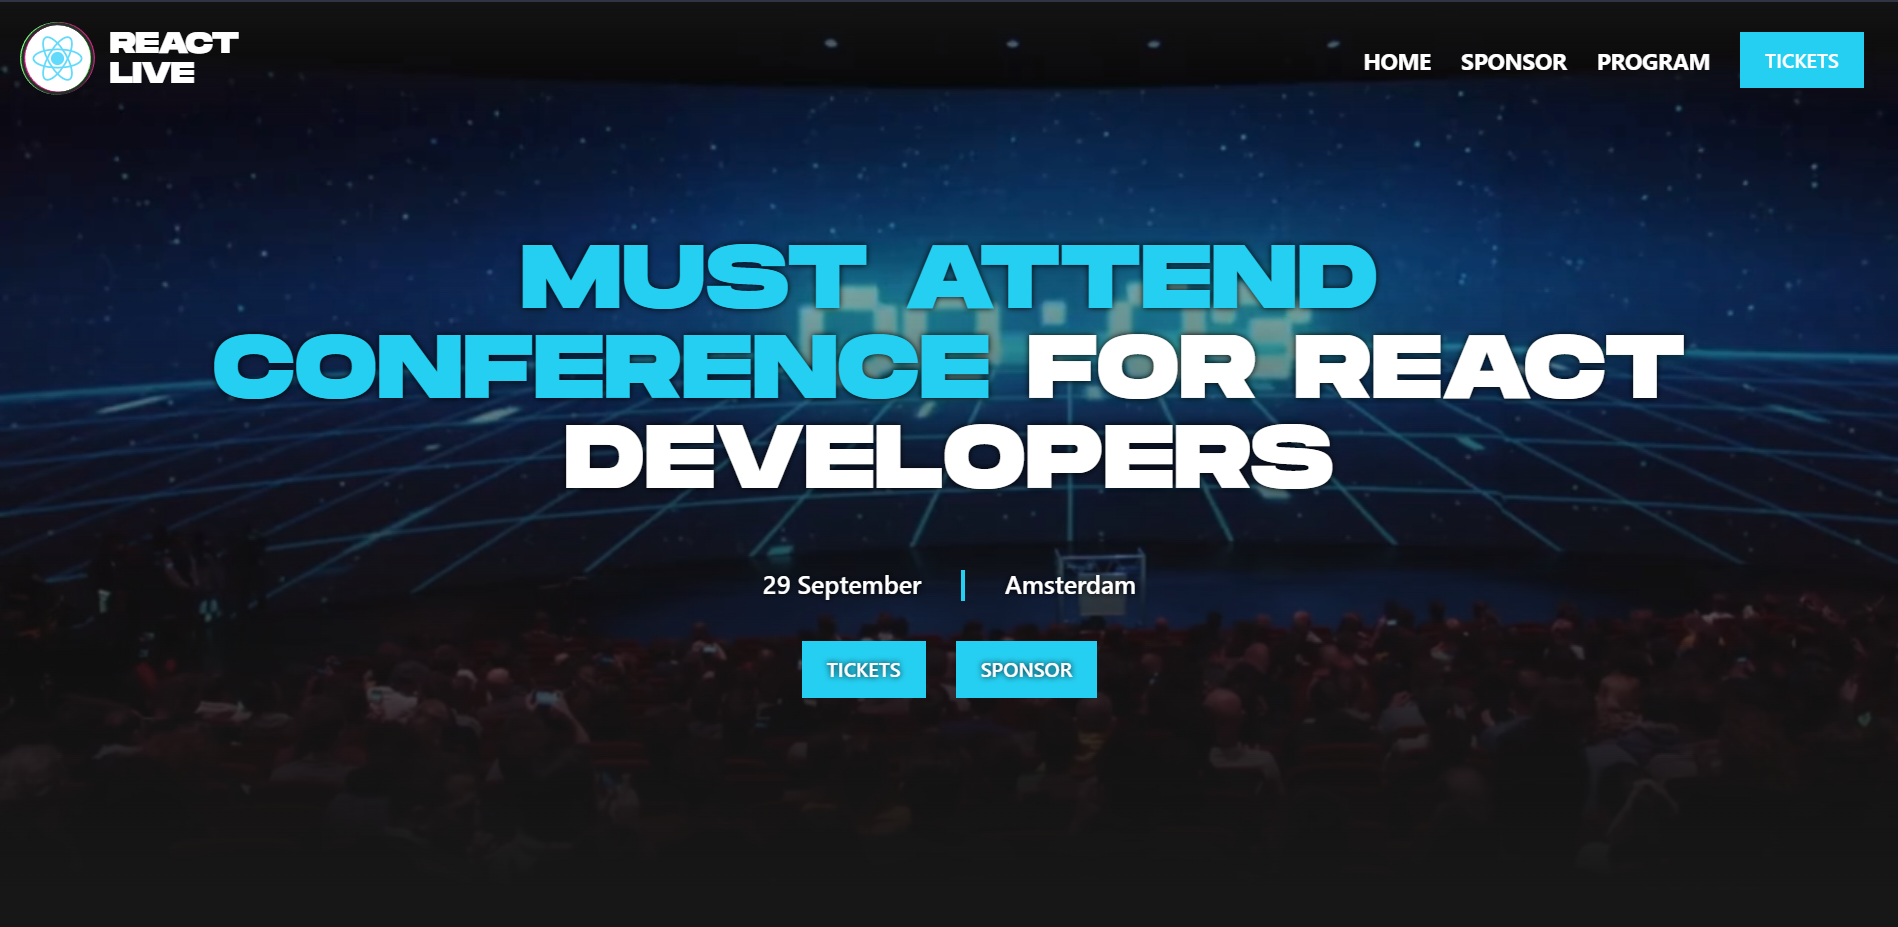 REACT
LIVE
HOME SPONSOR PROGRAM TICKETS
MUST ATTEND
CONFERENCE FOR REACT
DEVELOPERS
29 September
Amsterdam
TICKETS SPONSOR